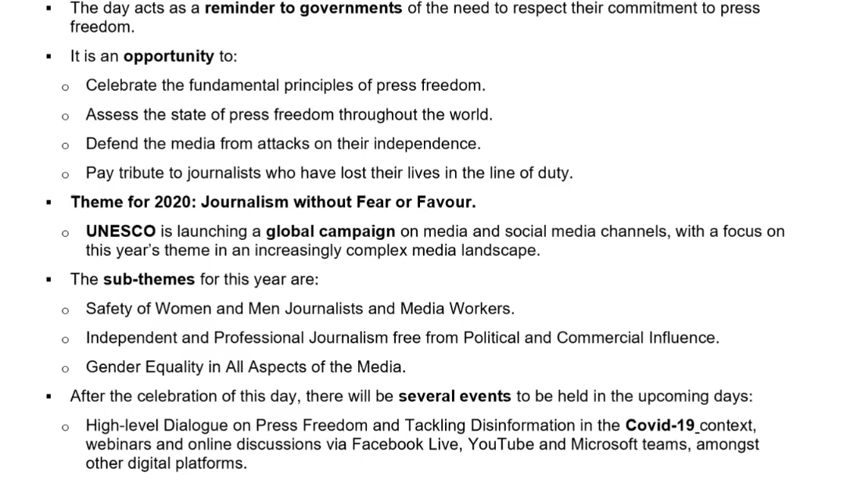 ▪ The day acts as a reminder to governments of the need to respect their commitment to press
freedom.
▪ It is an opportunity to:
o Celebrate the fundamental principles of press freedom.
o Assess the state of press freedom throughout the world.
o Defend the media from attacks on their independence.
o Pay tribute to journalists who have lost their lives in the line of duty.
▪ Theme for 2020: Journalism without Fear or Favour.
o UNESCO is launching a global campaign on media and social media channels, with a focus on
this year's theme in an increasingly complex media landscape.
▪ The sub-themes for this year are:
o Safety of Women and Men Journalists and Media Workers.
o Independent and Professional Journalism free from Political and Commercial Influence.
o Gender Equality in All Aspects of the Media.
▪ After the celebration of this day, there will be several events to be held in the upcoming days:
o High-level Dialogue on Press Freedom and Tackling Disinformation in the Covid-19 context,
webinars and online discussions via Facebook Live, YouTube and Microsoft teams, amongst
other digital platforms.